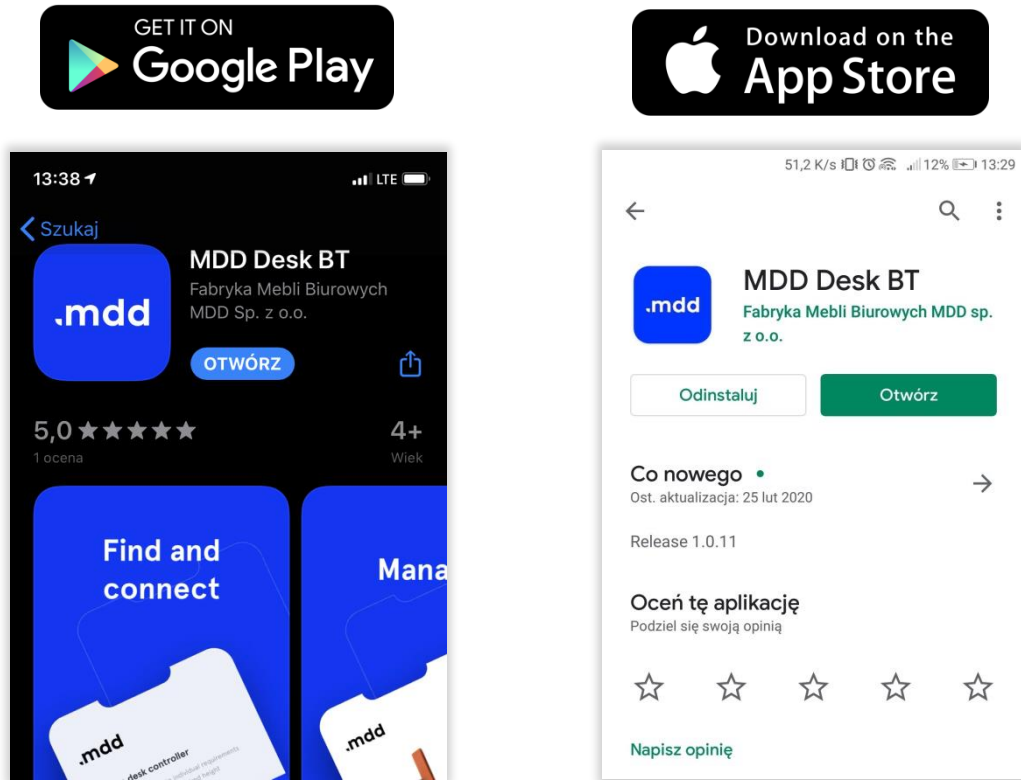 GET IT ON
Google Play
Download on the
App Store
13:38
LTE
Szukaj
.mdd
MDD Desk BT
Fabryka Mebli Biurowych
MDD Sp. z o.o.
OTWÓRZ
5,0 ★★★★★
4+
1 ocena
Wiek
Find and
connect
Mana
.mdd
desk controller
individual requirements
.mdd
51,2 K/s
12%
13:29
.mdd
MDD Desk BT
Fabryka Mebli Biurowych MDD sp.
z o.o.
Odinstaluj
Otwórz
Co nowego
Ost. aktualizacja: 25 lut 2020
Release 1.0.11
Oceń tę aplikację
Podziel się swoją opinią
Napisz opinię